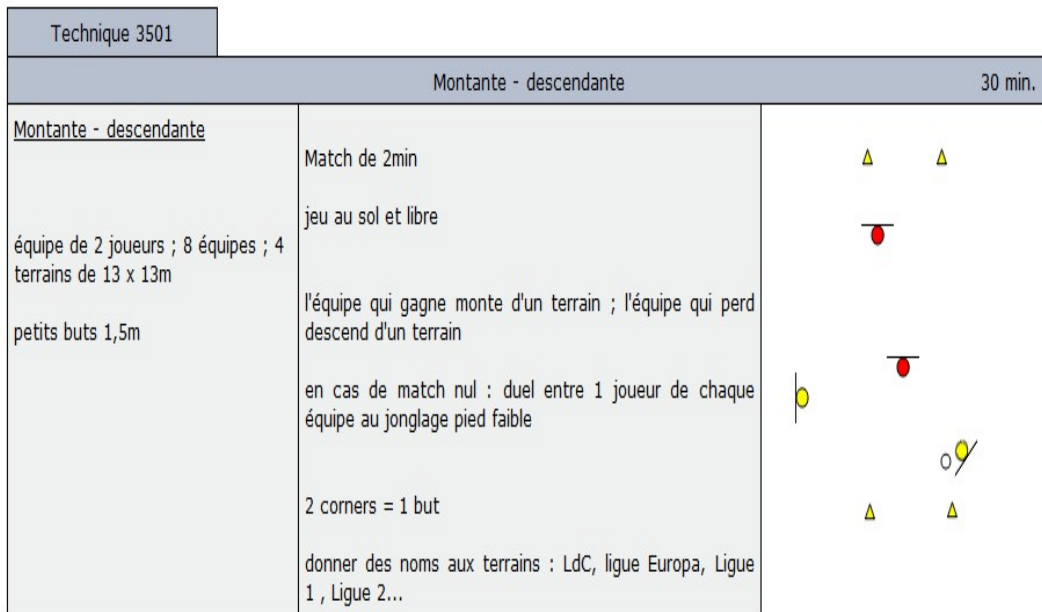 Technique 3501
Montante - descendante
30 min.
Montante - descendante
équipe de 2 joueurs ; 8 équipes ; 4
terrains de 13 x 13m
petits buts 1,5m
Match de 2min
jeu au sol et libre
l'équipe qui gagne monte d'un terrain ; l'équipe qui perd
descend d'un terrain
en cas de match nul : duel entre 1 joueur de chaque
équipe au jonglage pied faible
2 corners = 1 but
donner des noms aux terrains : LdC, ligue Europa, Ligue
1 , Ligue 2...